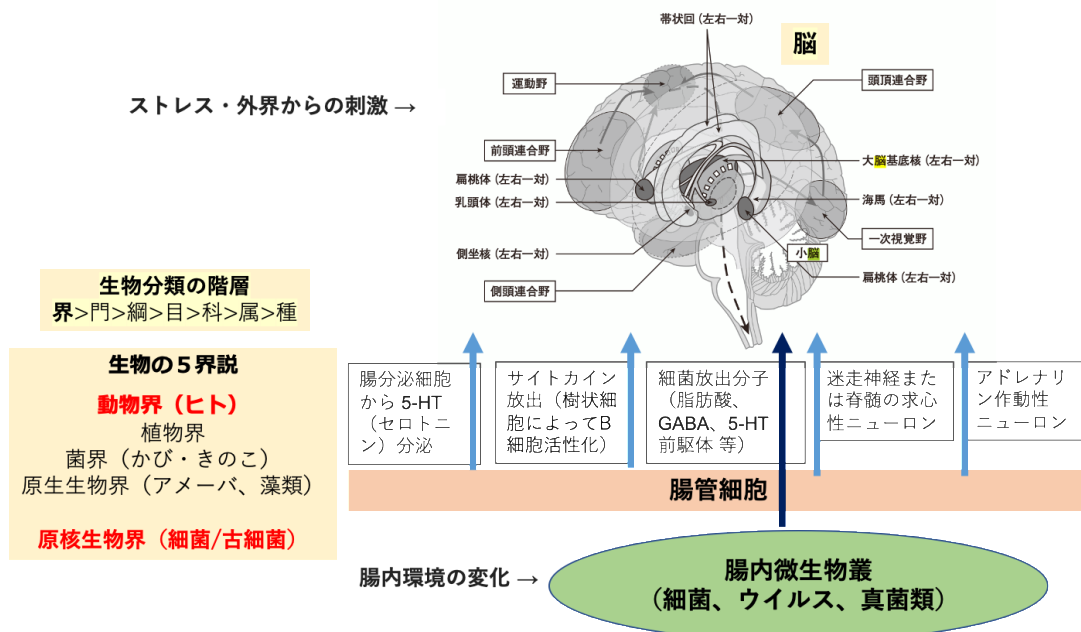 帯状回（左右一対）
脳
運動野
頭頂連合野
ストレス・外界からの刺激 →
前頭連合野
大脳基底核（左右一対）
扁桃体（左右一対）
乳頭体（左右一対）
海馬（左右一対）
一次視覚野
側坐核（左右一対）
小脳
側頭連合野
扁桃体（左右一対）
生物分類の階層
界>門>綱>目>科>属>種
生物の５界説
動物界（ヒト）
植物界
菌界（かび・きのこ）
原生生物界（アメーバ、藻類）
原核生物界（細菌/古細菌）
腸分泌細胞
から 5-HT
（セロトニ
ン）分泌
サイトカイン
放出（樹状細
胞によってB
細胞活性化）
細菌放出分子
（脂肪酸、
GABA、5-HT
前駆体 等）
迷走神経また
は脊髄の求心
性ニューロン
アドレナリ
ン作動性
ニューロン
腸管細胞
腸内環境の変化 →
腸内微生物叢
（細菌、ウイルス、真菌類）